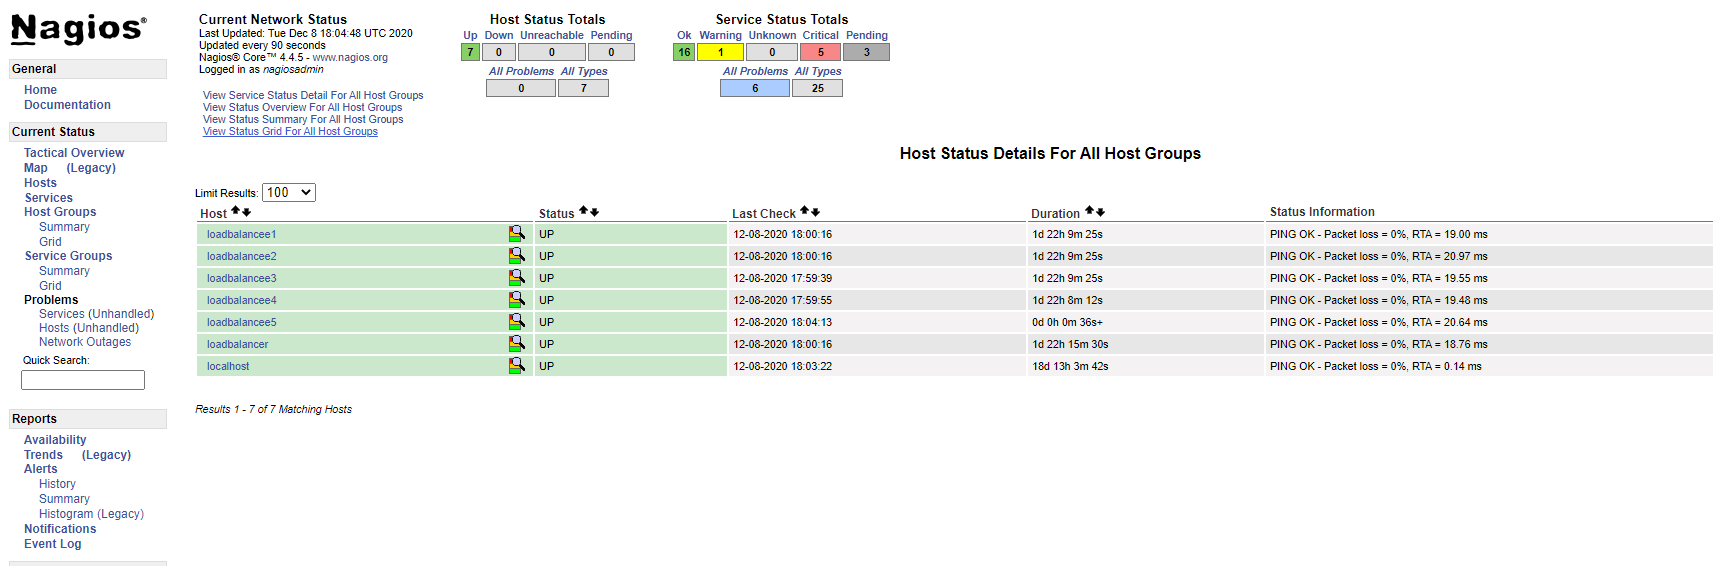 Nagios®
General
Home
Documentation
Current Status
Tactical Overview
Map (Legacy)
Hosts
Services
Host Groups
Summary
Grid
Service Groups
Summary
Grid
Problems
Services (Unhandled)
Hosts (Unhandled)
Network Outages
Quick Search:
Reports
Availability
Trends (Legacy)
Alerts
History
Summary
Histogram (Legacy)
Notifications
Event Log
Current Network Status
Last Updated: Tue Dec 8 18:04:48 UTC 2020
Updated every 90 seconds
Nagios® Core™ 4.4.5 - www.nagios.org
Logged in as nagiosadmin
View Service Status Detail For All Host Groups
View Status Overview For All Host Groups
View Status Summary For All Host Groups
View Status Grid For All Host Groups
Host Status Totals
Up Down Unreachable Pending
7 0 0 0
All Problems All Types
0 7
Service Status Totals
Ok Warning Unknown Critical Pending
16 1 0 5 3
All Problems All Types
6 25
Host Status Details For All Host Groups
Limit Results: 100
Host Status Last Check Duration Status Information
loadbalancee1 UP 12-08-2020 18:00:16 1d 22h 9m 25s PING OK - Packet loss = 0%, RTA = 19.00 ms
loadbalancee2 UP 12-08-2020 18:00:16 1d 22h 9m 25s PING OK - Packet loss = 0%, RTA = 20.97 ms
loadbalancee3 UP 12-08-2020 17:59:39 1d 22h 9m 25s PING OK - Packet loss = 0%, RTA = 19.55 ms
loadbalancee4 UP 12-08-2020 17:59:55 1d 22h 8m 12s PING OK - Packet loss = 0%, RTA = 19.48 ms
loadbalancee5 UP 12-08-2020 18:04:13 0d 0h 0m 36s+ PING OK - Packet loss = 0%, RTA = 20.64 ms
loadbalancer UP 12-08-2020 18:00:16 1d 22h 15m 30s PING OK - Packet loss = 0%, RTA = 18.76 ms
localhost UP 12-08-2020 18:03:22 18d 13h 3m 42s PING OK - Packet loss = 0%, RTA = 0.14 ms
Results 1 - 7 of 7 Matching Hosts